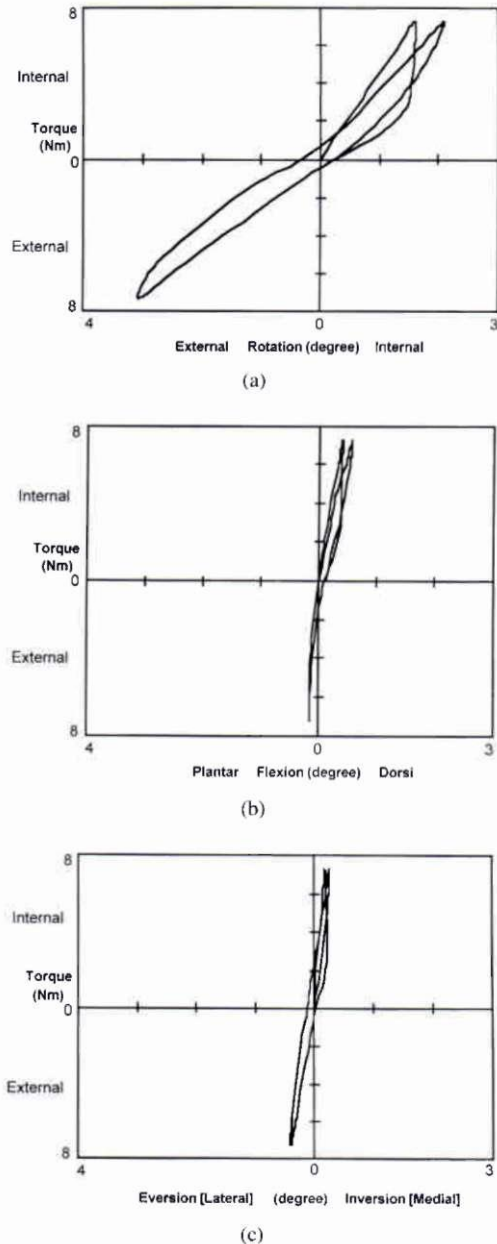 8
Internal
Torque
(Nm)
0
External
8
4
0
3
External Rotation (degree) Internal
(a)
8
Internal
Torque
(Nm)
0
External
8
4
0
3
Plantar Flexion (degree) Dorsi
(b)
8
Internal
Torque
(Nm)
0
External
8
4
0
3
Eversion [Lateral] (degree) Inversion [Medial]
(c)